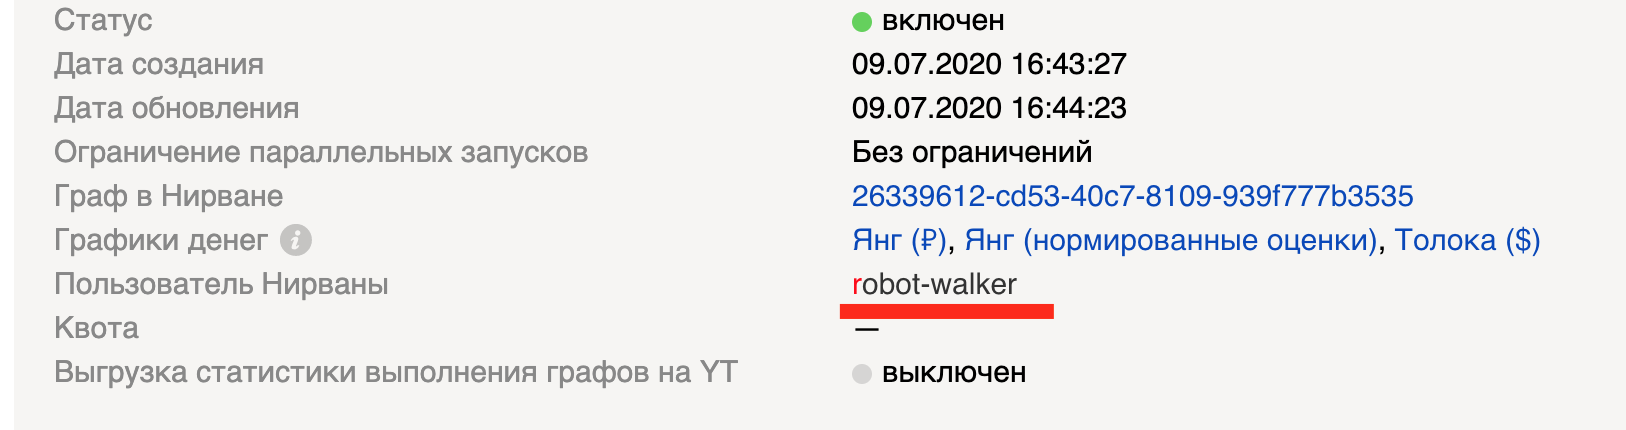 Статус включен
Дата создания 09.07.2020 16:43:27
Дата обновления 09.07.2020 16:44:23
Ограничение параллельных запусков Без ограничений
Граф в Нирване 26339612-cd53-40c7-8109-939f777b3535
Графики денег i Янг (₽), Янг (нормированные оценки), Толока ($)
Пользователь Нирваны robot-walker
Квота —
Выгрузка статистики выполнения графов на YT выключен